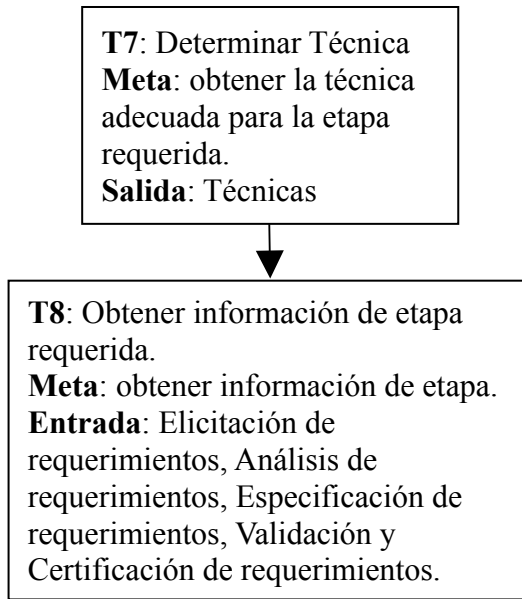 T7: Determinar Técnica
Meta: obtener la técnica
adecuada para la etapa
requerida.
Salida: Técnicas
T8: Obtener información de etapa
requerida.
Meta: obtener información de etapa.
Entrada: Elicitación de
requerimientos, Análisis de
requerimientos, Especificación de
requerimientos, Validación y
Certificación de requerimientos.